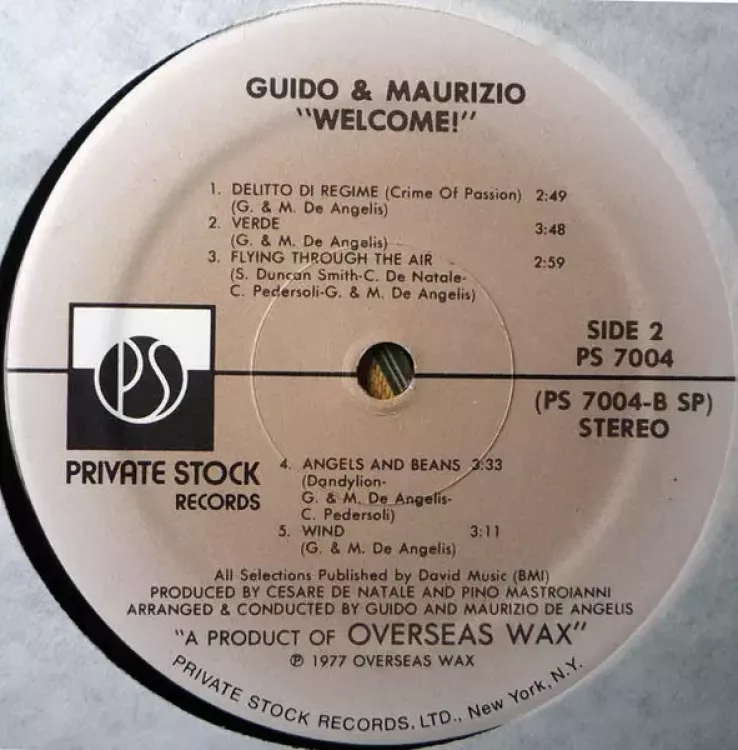 GUIDO & MAURIZIO
"WELCOME!"
1. DELITTO DI REGIME (Crime Of Passion) 2:49
(G. & M. De Angelis)
2. VERDE 3:48
(G. & M. De Angelis)
3. FLYING THROUGH THE AIR 2:59
(S. Duncan Smith-C. De Natale-
C. Pedersoli-G. & M. De Angelis)
SIDE 2
PS 7004
PS
(PS 7004-B SP)
STEREO
PRIVATE STOCK
RECORDS
4. ANGELS AND BEANS 3:33
(Dandylion-
G. & M. De Angelis-
C. Pedersoli)
5. WIND 3:11
(G. & M. De Angelis)
All Selections Published by David Music (BMI)
PRODUCED BY CESARE DE NATALE AND PINO MASTROIANNI
ARRANGED & CONDUCTED BY GUIDO AND MAURIZIO DE ANGELIS
"A PRODUCT OF OVERSEAS WAX"
℗ 1977 OVERSEAS WAX
PRIVATE STOCK RECORDS, LTD., New York, N.Y.